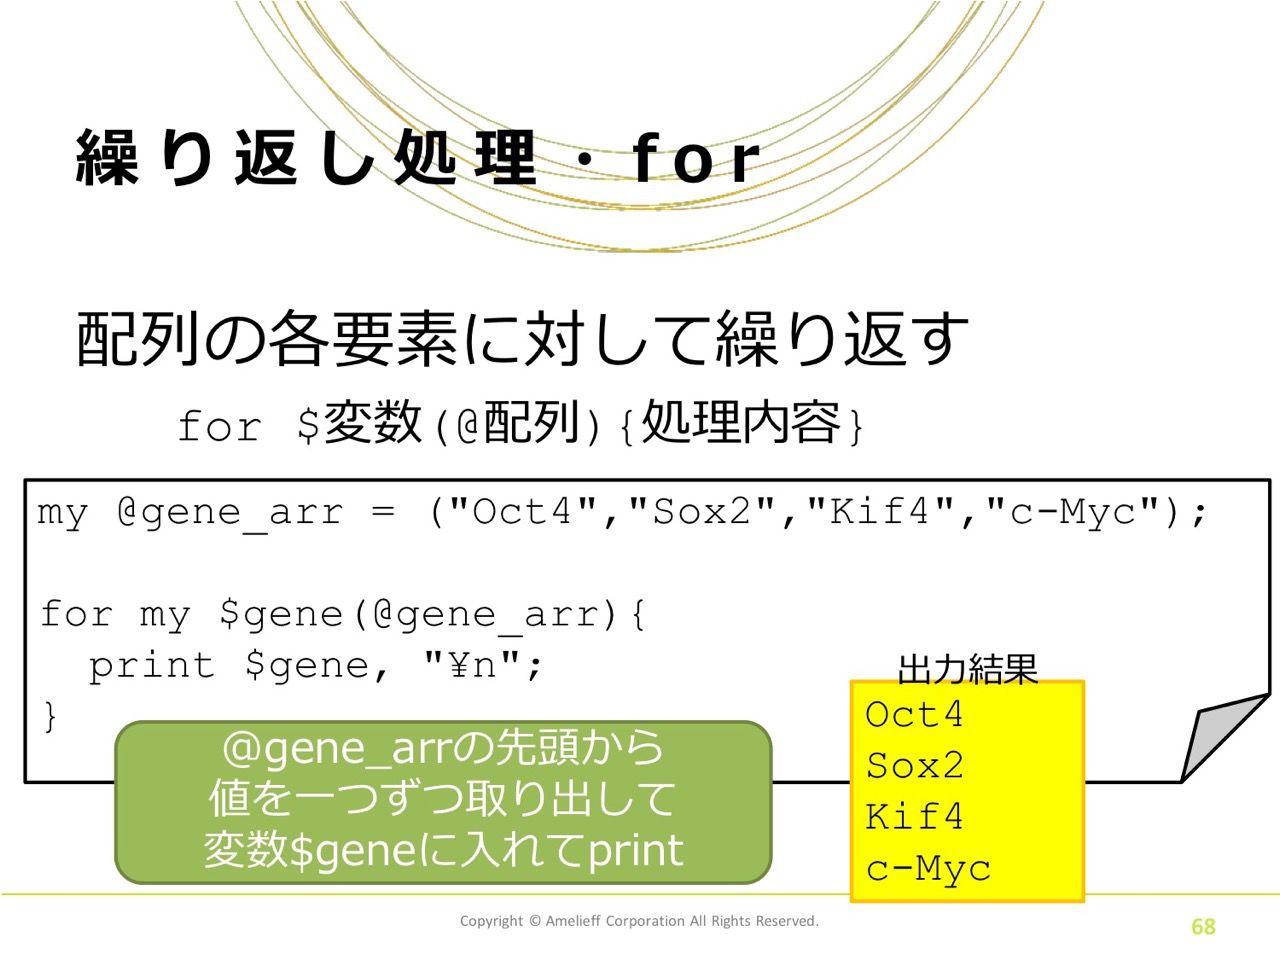 繰り返し処理・for
配列の各要素に対して繰り返す
for $変数(@配列){処理内容}
my @gene_arr = ("Oct4","Sox2","Kif4","c-Myc");
for my $gene(@gene_arr){
print $gene, "¥n";
}
@gene_arrの先頭から
値を一つずつ取り出して
変数$geneに入れてprint
出力結果
Oct4
Sox2
Kif4
c-Myc
Copyright © Amelieff Corporation All Rights Reserved.
68